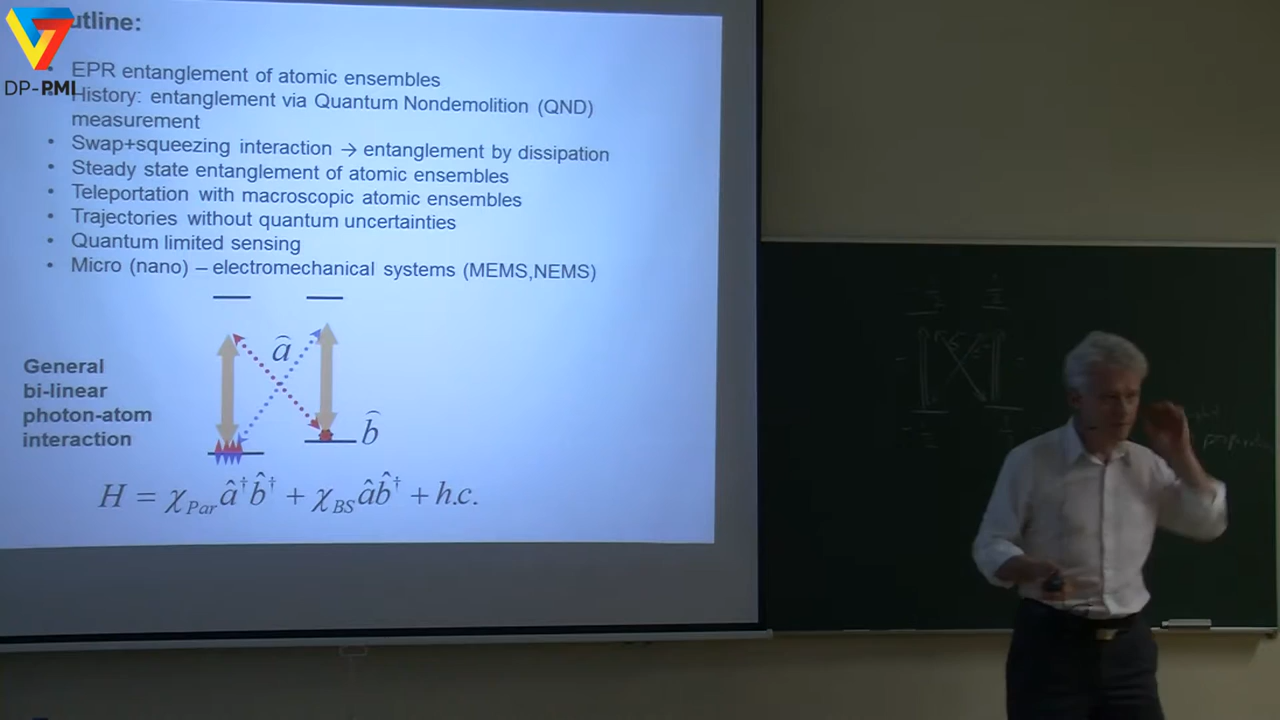 utline:
DP-PMI
• EPR entanglement of atomic ensembles
History: entanglement via Quantum Nondemolition (QND)
measurement
• Swap+squeezing interaction → entanglement by dissipation
• Steady state entanglement of atomic ensembles
• Teleportation with macroscopic atomic ensembles
• Trajectories without quantum uncertainties
• Quantum limited sensing
• Micro (nano) – electromechanical systems (MEMS,NEMS)
â
General
bi-linear
photon-atom
interaction
b̂
H = χ_Par â†b̂† + χ_BS âb̂† + h.c.